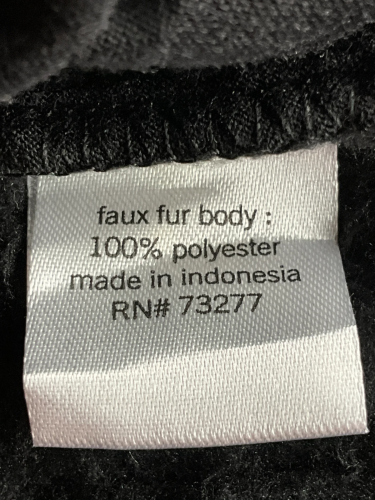 faux fur body :
100% polyester
made in indonesia
RN# 73277